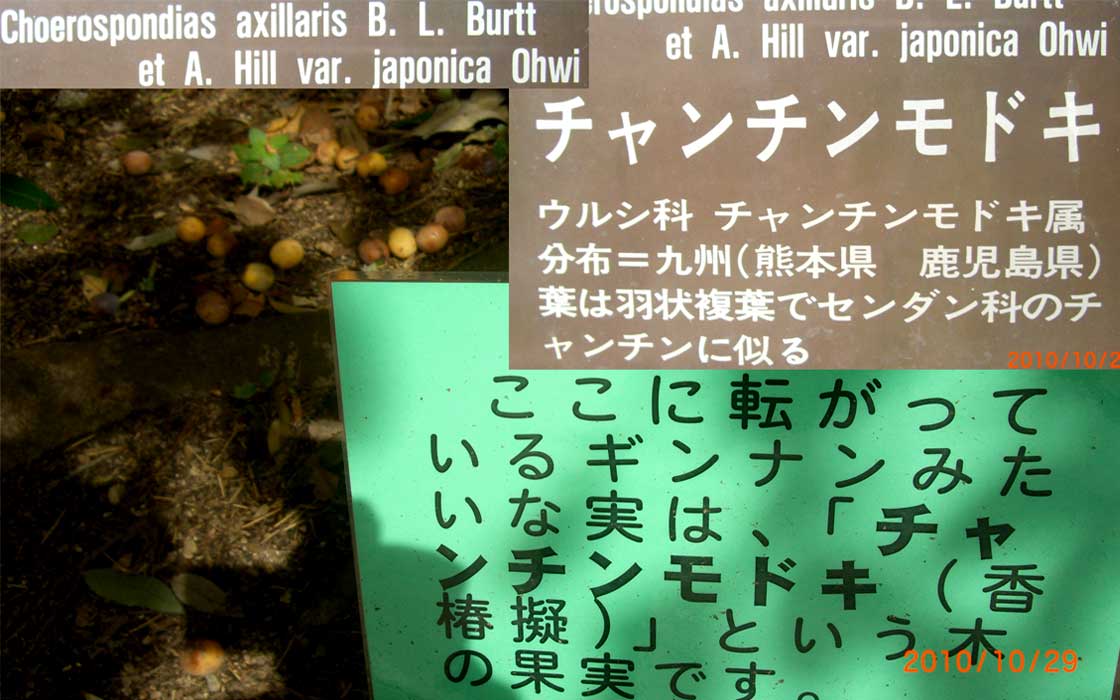 Choerospondias axillaris B. L. Burtt
et A. Hill var. japonica Ohwi
axillaris B. L. Burtt
et A. Hill var. japonica Ohwi
チャンチンモドキ
ウルシ科 チャンチンモドキ属
分布=九州(熊本県 鹿児島県)
葉は羽状複葉でセンダン科のチ
ャンチンに似る
2010/10/2
ここに転がって
いるギンナンみた
いな実は、「チャ
ンチンモドキ(香
椿擬)」という木
の果実です。
2010/10/29